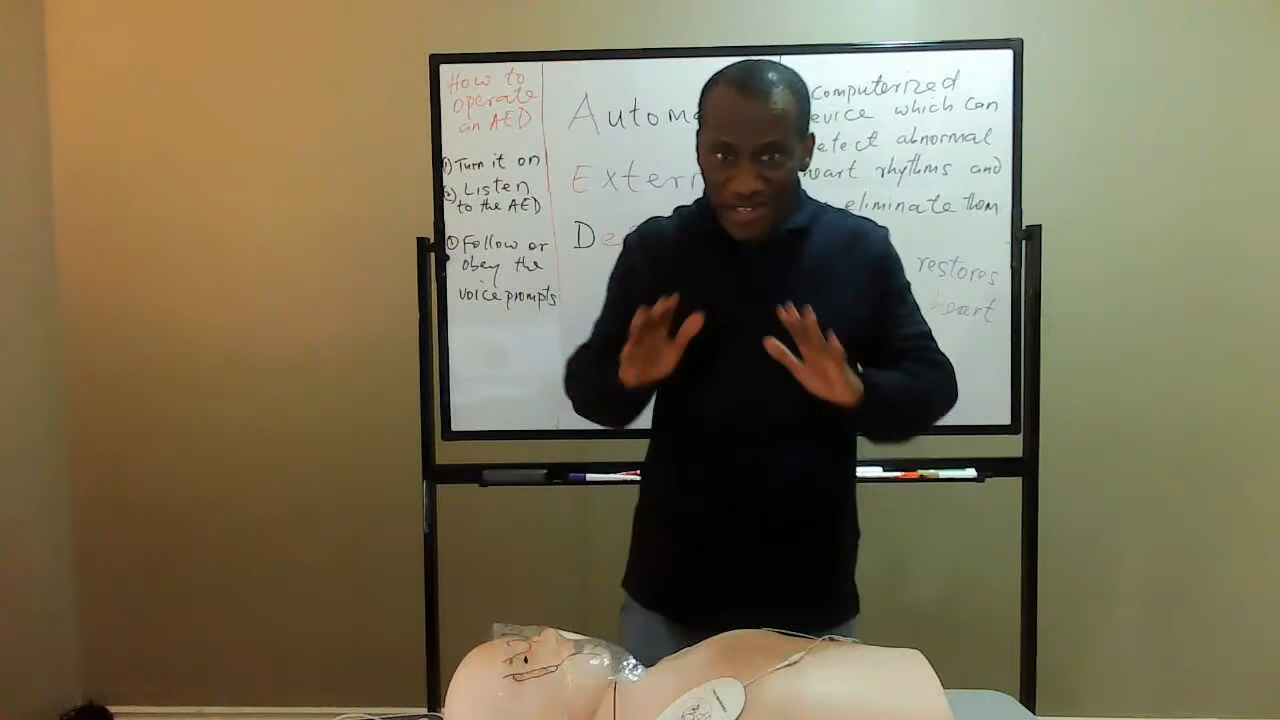 How to
operate
an AED
① Turn it on
② Listen
to the AED
③ Follow or
obey the
voice prompts
Autom
Extern
De
computerized
evice which can
etect abnormal
eart rhythms and
eliminate them
restores
heart